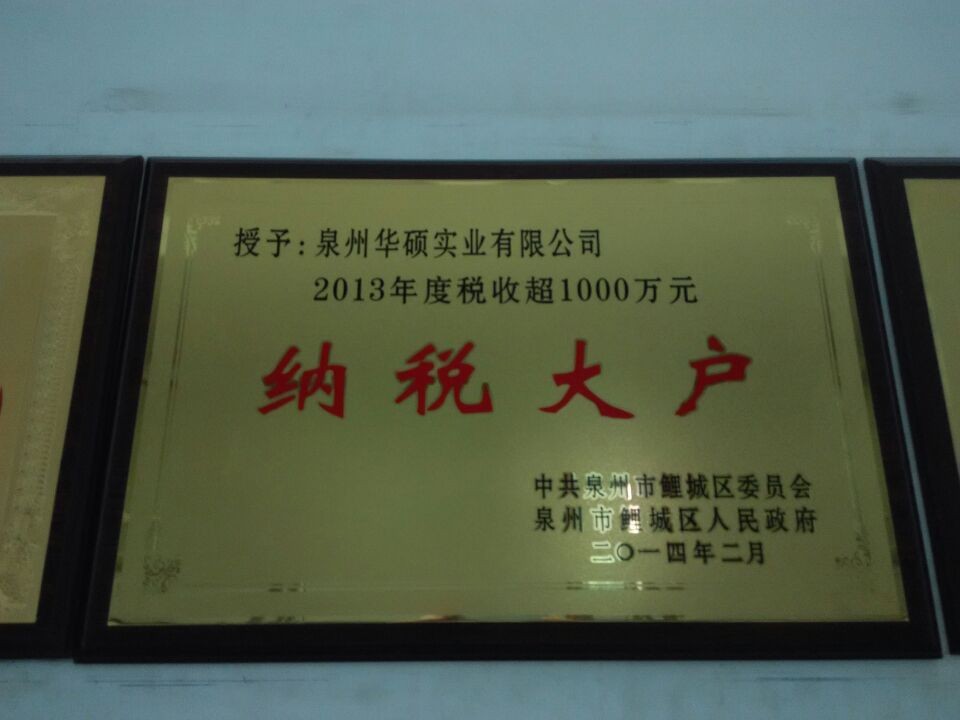 授予:泉州华硕实业有限公司
2013年度税收超1000万元
纳税大户
中共泉州市鲤城区委员会
泉州市鲤城区人民政府
二〇一四年二月